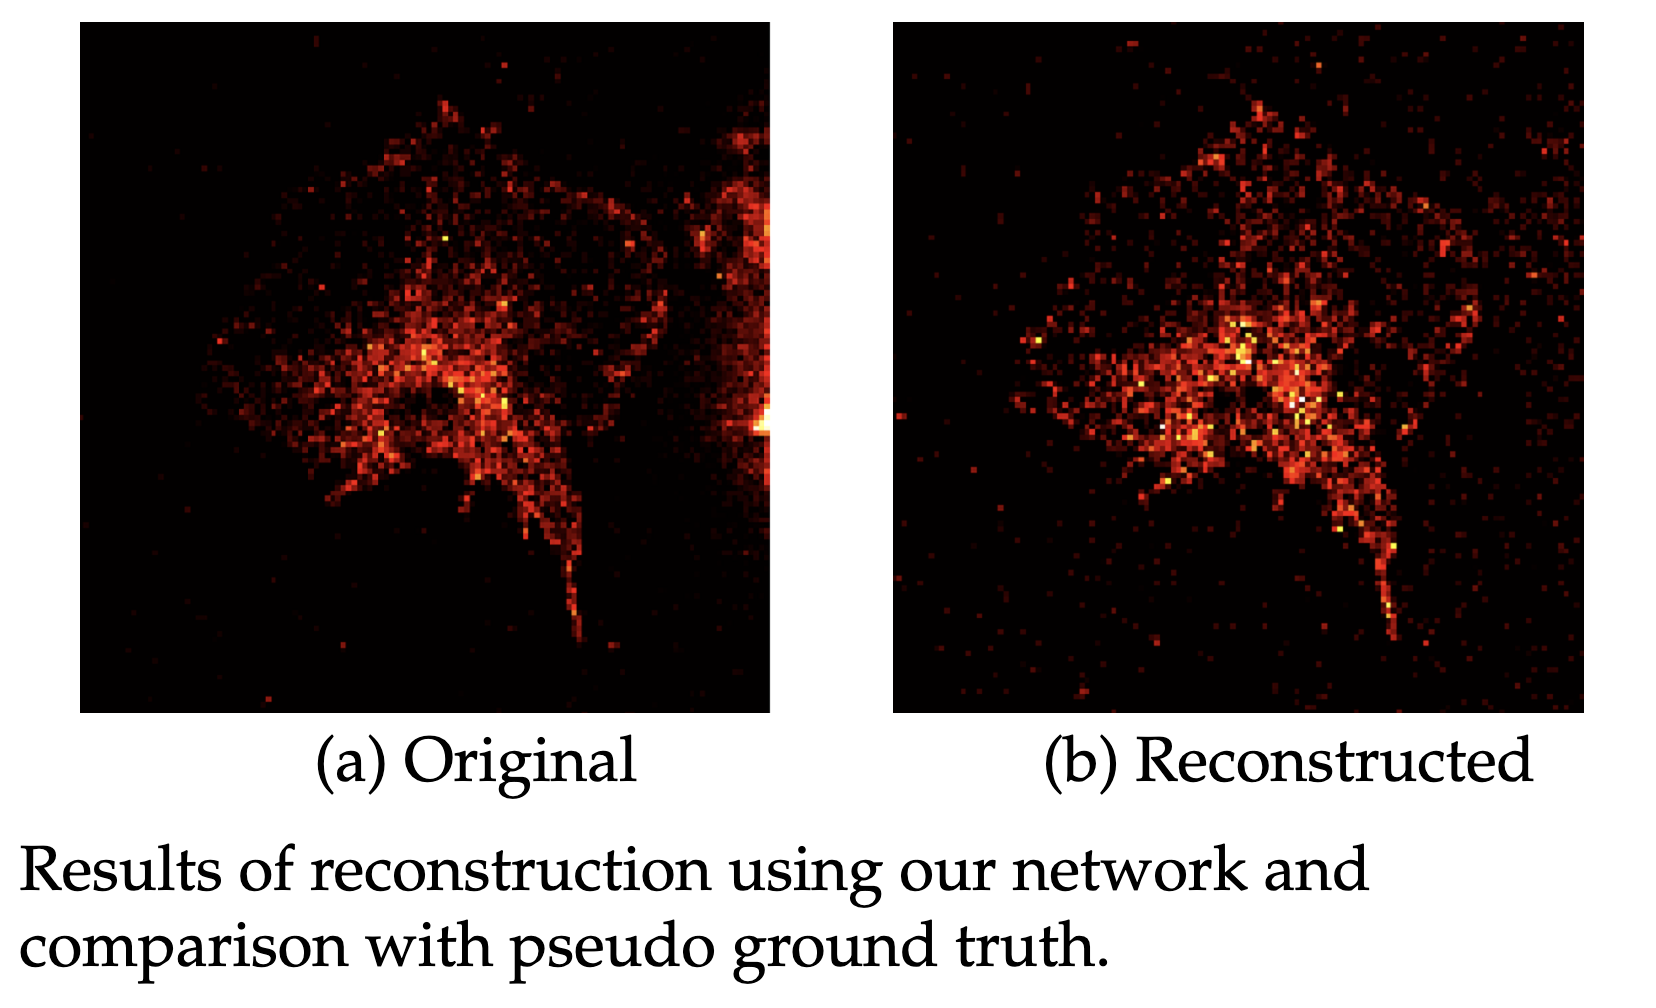 (a) Original
(b) Reconstructed
Results of reconstruction using our network and
comparison with pseudo ground truth.